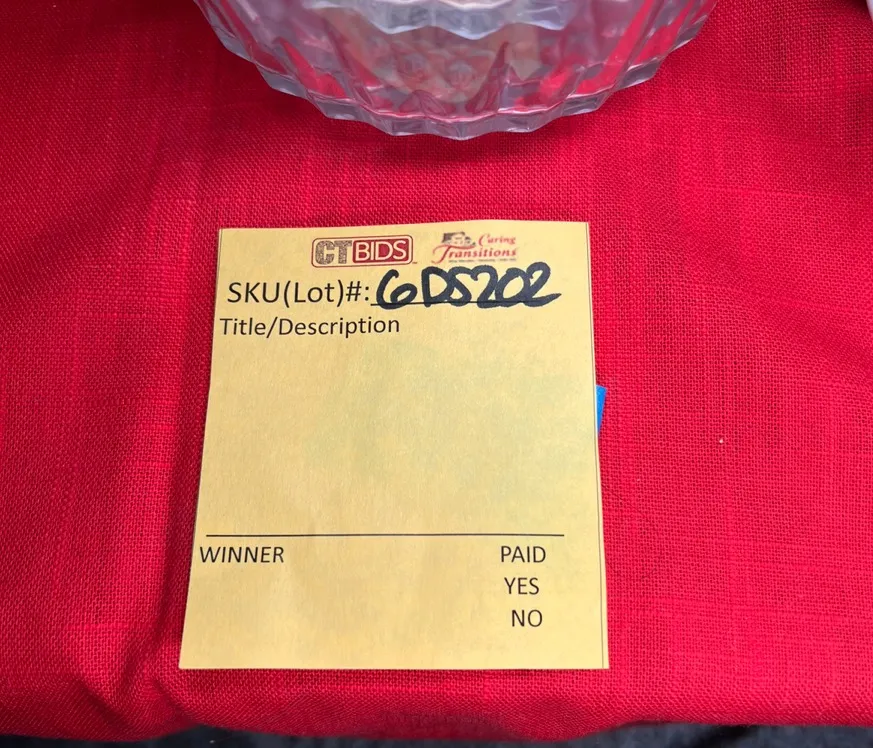 CTBIDS
Caring
Transitions
SKU(Lot)#: 6DS202
Title/Description
WINNER PAID
YES
NO